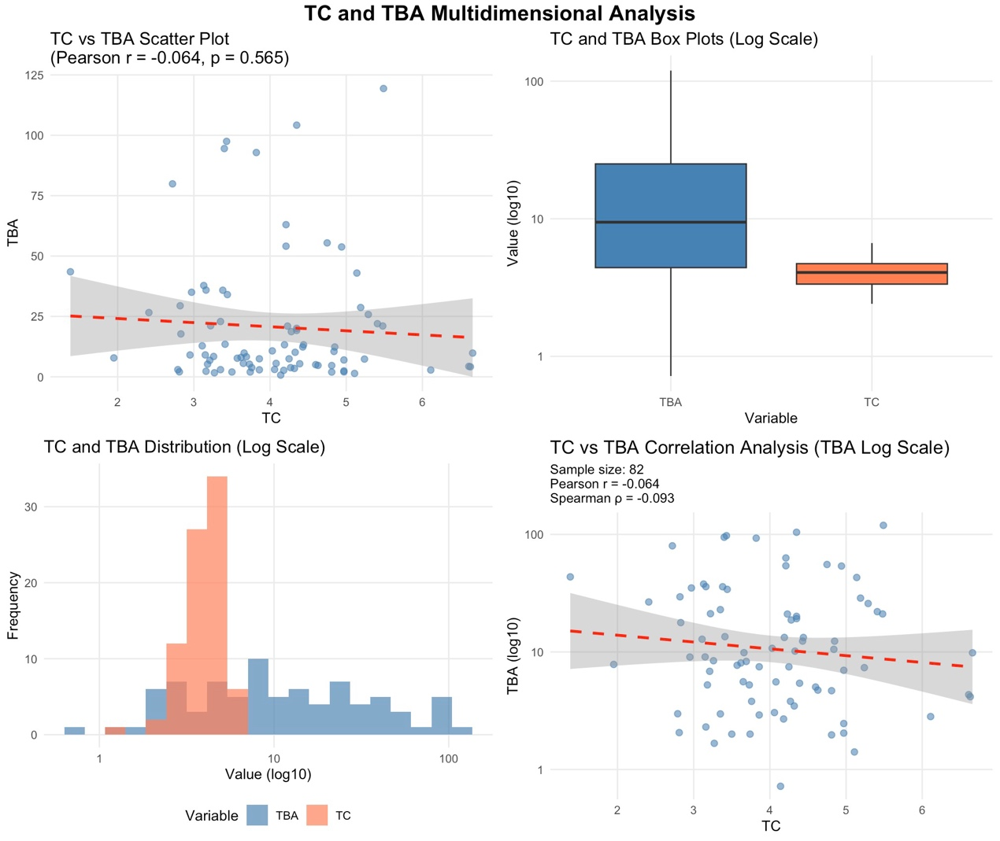 TC and TBA Multidimensional Analysis
TC vs TBA Scatter Plot
(Pearson r = -0.064, p = 0.565)
125
100
75
50
25
0
TBA
2
3
4
5
6
TC
TC and TBA Box Plots (Log Scale)
100
10
1
Value (log10)
TBA
TC
Variable
TC and TBA Distribution (Log Scale)
30
20
10
0
Frequency
1
10
100
Value (log10)
Variable
TBA
TC
TC vs TBA Correlation Analysis (TBA Log Scale)
Sample size: 82
Pearson r = -0.064
Spearman ρ = -0.093
100
10
1
TBA (log10)
2
3
4
5
6
TC